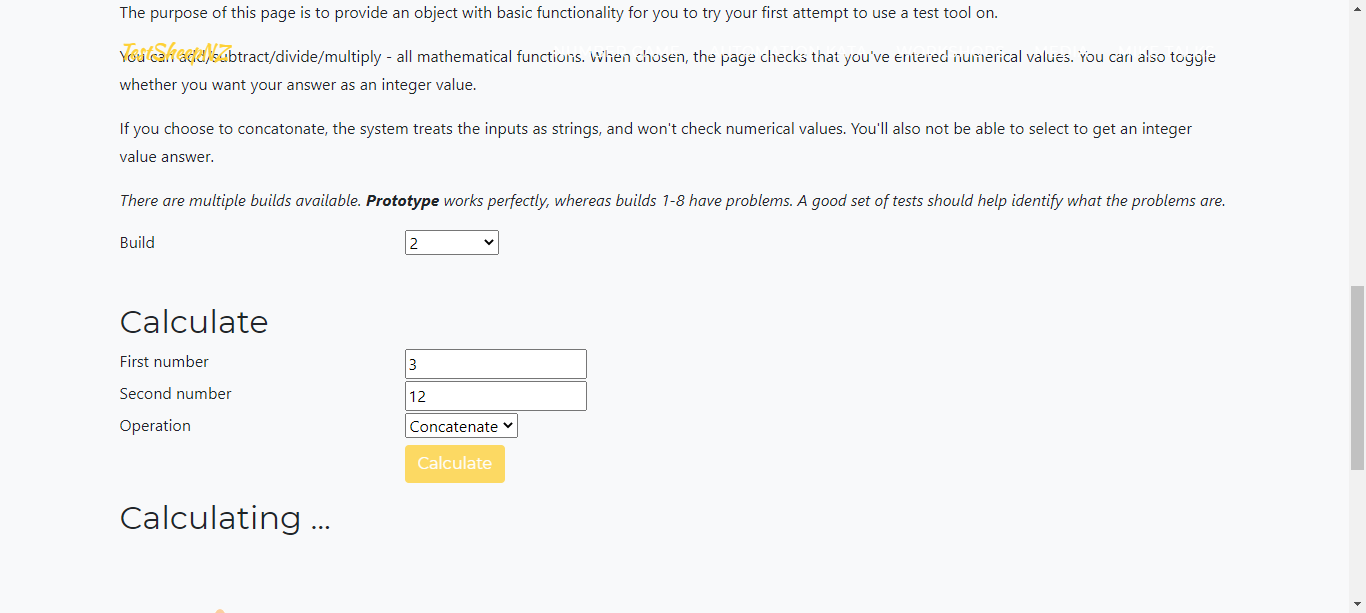 The purpose of this page is to provide an object with basic functionality for you to try your first attempt to use a test tool on.
TestSheepNZ
You can add/subtract/divide/multiply - all mathematical functions. When chosen, the page checks that you've entered numerical values. You can also toggle
whether you want your answer as an integer value.
If you choose to concatonate, the system treats the inputs as strings, and won't check numerical values. You'll also not be able to select to get an integer
value answer.
There are multiple builds available. Prototype works perfectly, whereas builds 1-8 have problems. A good set of tests should help identify what the problems are.
Build 2
Calculate
First number 3
Second number 12
Operation Concatenate
Calculate
Calculating ...